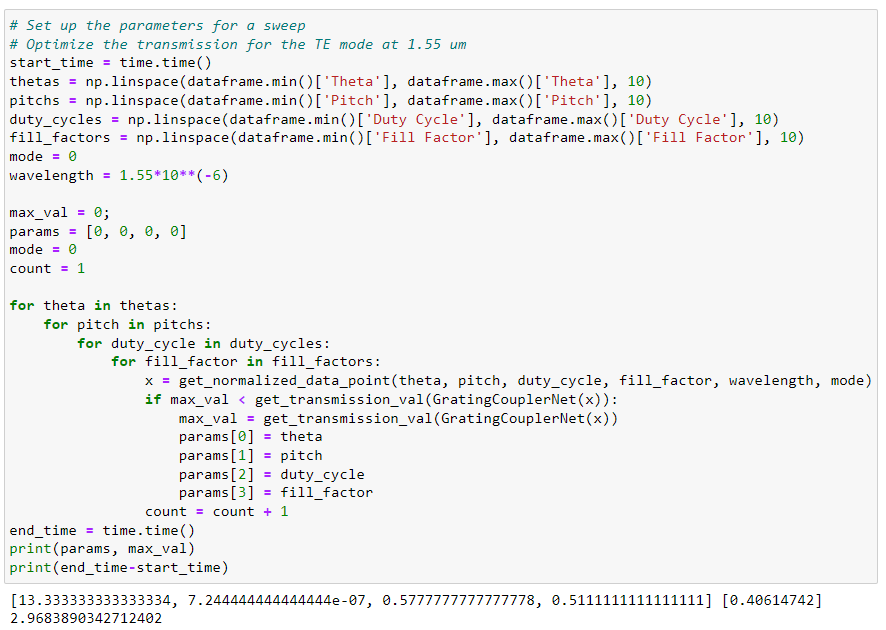 # Set up the parameters for a sweep
# Optimize the transmission for the TE mode at 1.55 um
start_time = time.time()
thetas = np.linspace(dataframe.min()['Theta'], dataframe.max()['Theta'], 10)
pitchs = np.linspace(dataframe.min()['Pitch'], dataframe.max()['Pitch'], 10)
duty_cycles = np.linspace(dataframe.min()['Duty Cycle'], dataframe.max()['Duty Cycle'], 10)
fill_factors = np.linspace(dataframe.min()['Fill Factor'], dataframe.max()['Fill Factor'], 10)
mode = 0
wavelength = 1.55*10**(-6)

max_val = 0;
params = [0, 0, 0, 0]
mode = 0
count = 1

for theta in thetas:
    for pitch in pitchs:
        for duty_cycle in duty_cycles:
            for fill_factor in fill_factors:
                x = get_normalized_data_point(theta, pitch, duty_cycle, fill_factor, wavelength, mode)
                if max_val < get_transmission_val(GratingCouplerNet(x)):
                    max_val = get_transmission_val(GratingCouplerNet(x))
                    params[0] = theta
                    params[1] = pitch
                    params[2] = duty_cycle
                    params[3] = fill_factor
                count = count + 1
end_time = time.time()
print(params, max_val)
print(end_time-start_time)
[13.333333333333334, 7.244444444444444e-07, 0.5777777777777778, 0.5111111111111111] [0.40614742]
2.9683890342712402